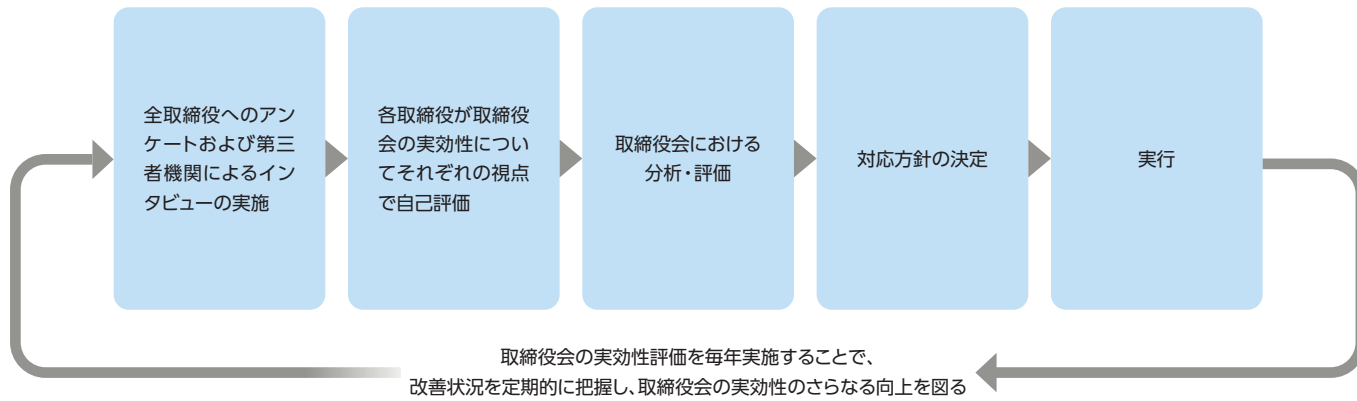 全取締役へのアン
ケートおよび第三
者機関によるイン
タビューの実施
各取締役が取締役
会の実効性につい
てそれぞれの視点
で自己評価
取締役会における
分析・評価
対応方針の決定
実行
取締役会の実効性評価を毎年実施することで、
改善状況を定期的に把握し、取締役会の実効性のさらなる向上を図る